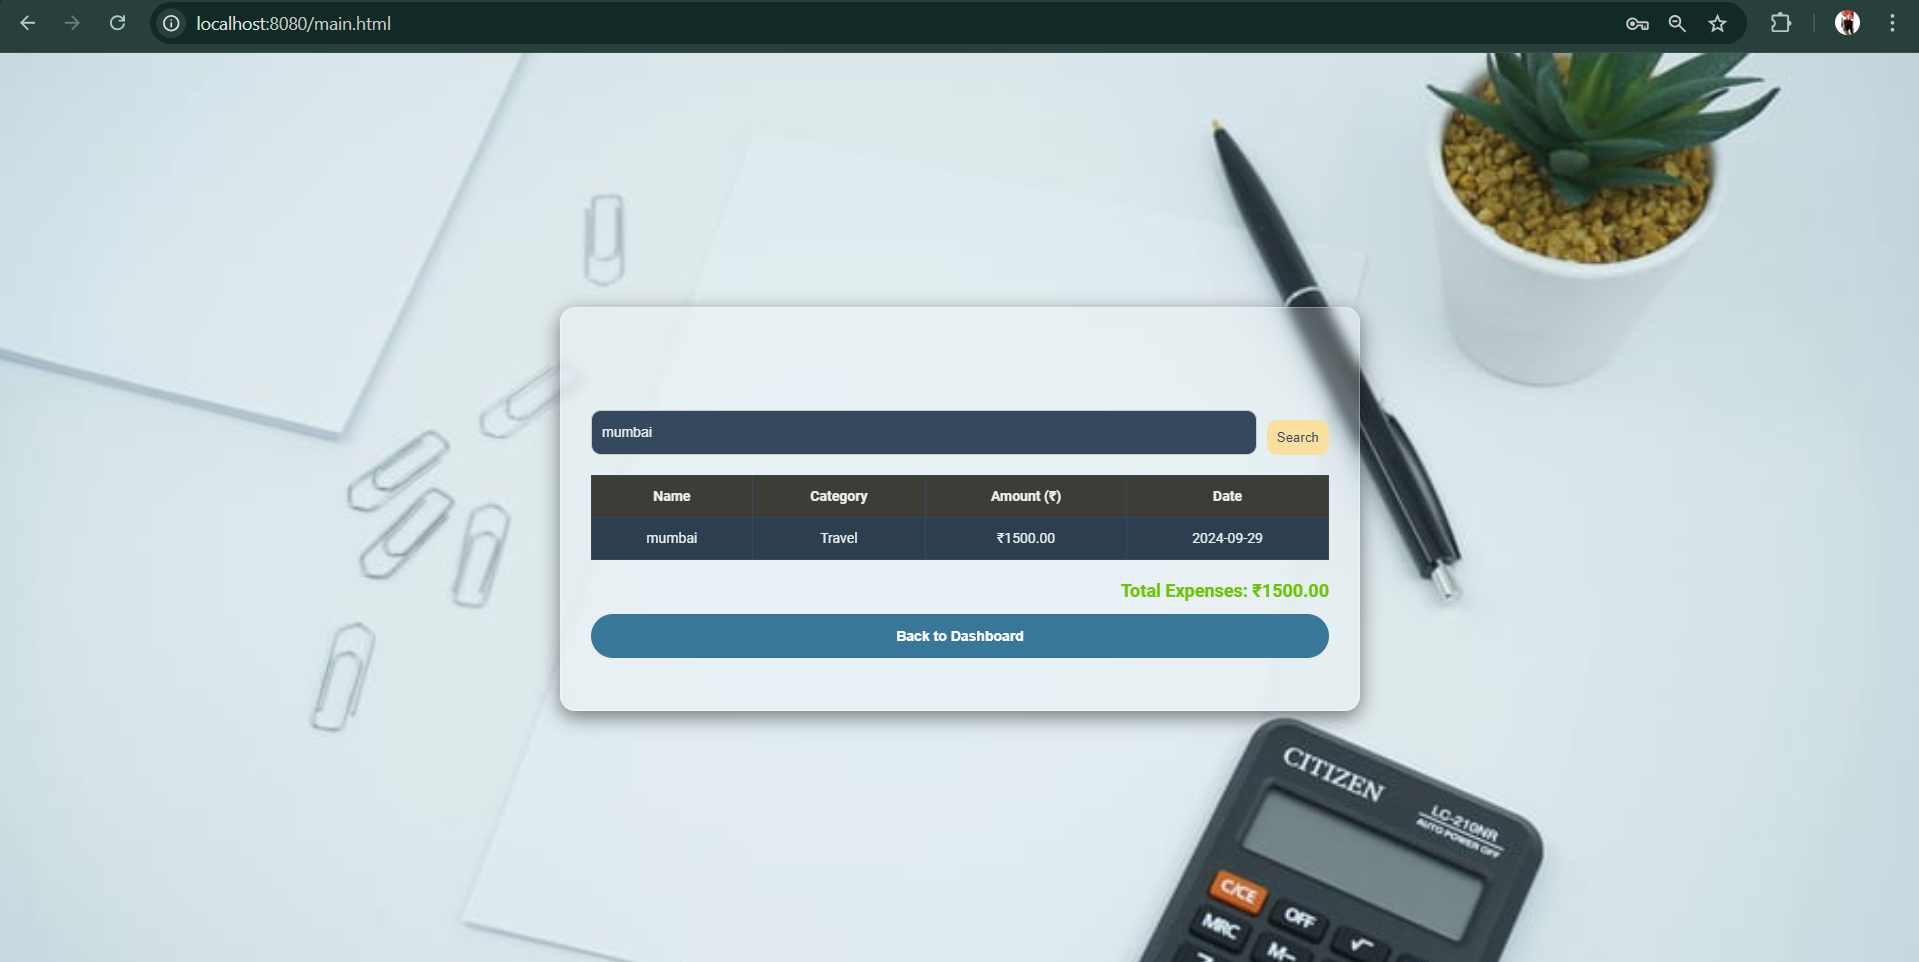 localhost:8080/main.html
mumbai
Search
Name Category Amount (₹) Date
mumbai Travel ₹1500.00 2024-09-29
Total Expenses: ₹1500.00
Back to Dashboard
CITIZEN
LC-210NR
AUTO POWER OFF
C/CE
OFF
√
MRC
M−